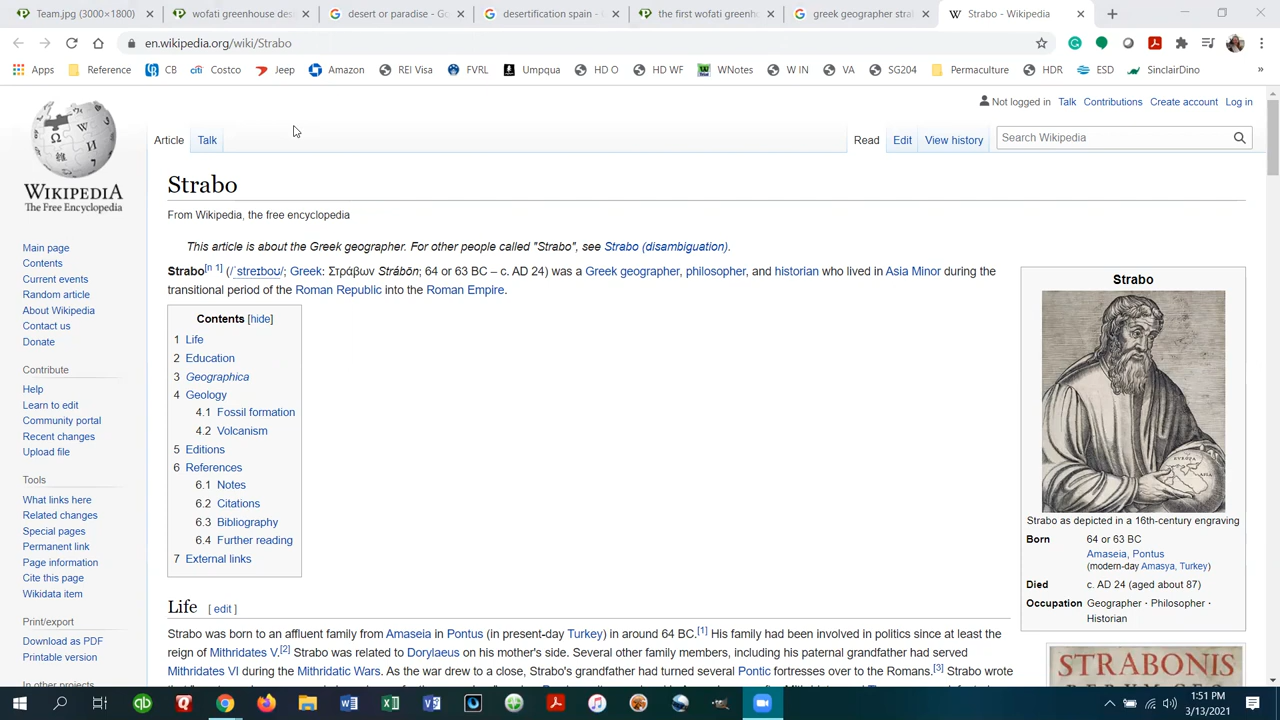 Team.jpg (3000×1800)
wofati greenhouse des
desert or paradise - Go
desertification spain - G
the first wofati greenh
greek geographer stra
Strabo - Wikipedia
en.wikipedia.org/wiki/Strabo
Apps
Reference
CB
Costco
Jeep
Amazon
REI Visa
FVRL
Umpqua
HD O
HD WF
WNotes
W IN
VA
SG204
Permaculture
HDR
ESD
SinclairDino
»
Not logged in Talk Contributions Create account Log in
Article Talk
Read Edit View history
Search Wikipedia
WIKIPEDIA
The Free Encyclopedia
Main page
Contents
Current events
Random article
About Wikipedia
Contact us
Donate
Contribute
Help
Learn to edit
Community portal
Recent changes
Upload file
Tools
What links here
Related changes
Special pages
Permanent link
Page information
Cite this page
Wikidata item
Print/export
Download as PDF
Printable version
In other projects
Strabo
From Wikipedia, the free encyclopedia
This article is about the Greek geographer. For other people called "Strabo", see Strabo (disambiguation).
Strabo[n 1] (/ˈstreɪboʊ/; Greek: Στράβων Strábōn; 64 or 63 BC – c. AD 24) was a Greek geographer, philosopher, and historian who lived in Asia Minor during the
transitional period of the Roman Republic into the Roman Empire.
Contents [hide]
1 Life
2 Education
3 Geographica
4 Geology
4.1 Fossil formation
4.2 Volcanism
5 Editions
6 References
6.1 Notes
6.2 Citations
6.3 Bibliography
6.4 Further reading
7 External links
Life [ edit ]
Strabo was born to an affluent family from Amaseia in Pontus (in present-day Turkey) in around 64 BC.[1] His family had been involved in politics since at least the
reign of Mithridates V.[2] Strabo was related to Dorylaeus on his mother's side. Several other family members, including his paternal grandfather had served
Mithridates VI during the Mithridatic Wars. As the war drew to a close, Strabo's grandfather had turned several Pontic fortresses over to the Romans.[3] Strabo wrote
Strabo
EUROPA
ASIA
Strabo as depicted in a 16th-century engraving
Born 64 or 63 BC
Amaseia, Pontus
(modern-day Amasya, Turkey)
Died c. AD 24 (aged about 87)
Occupation Geographer · Philosopher ·
Historian
STRABONIS
1:51 PM
3/13/2021